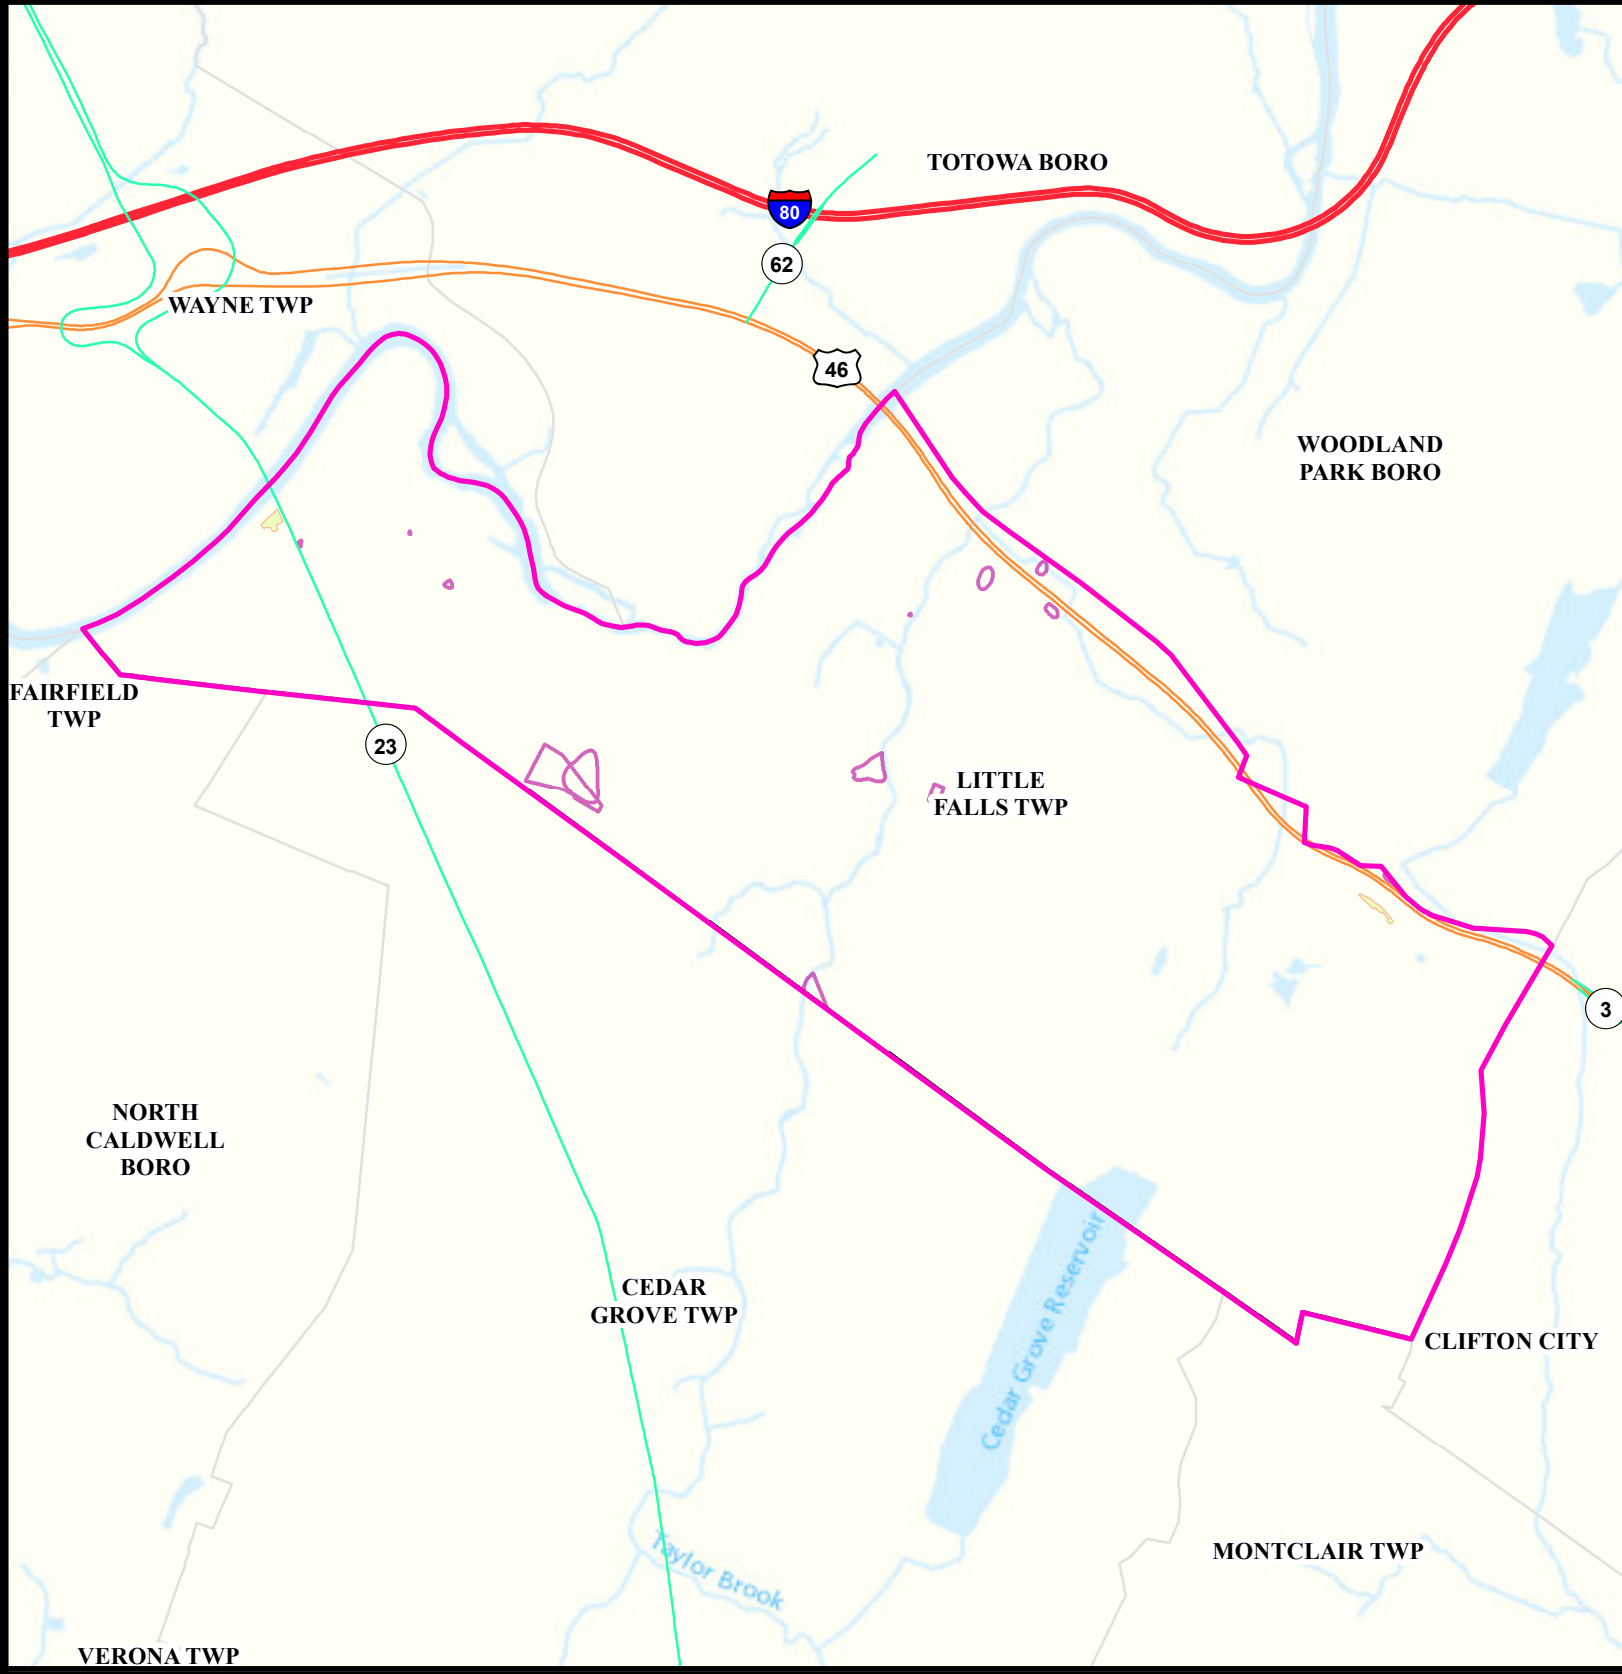 TOTOWA BORO
80
62
WAYNE TWP
46
WOODLAND
PARK BORO
FAIRFIELD
TWP
23
LITTLE
FALLS TWP
3
NORTH
CALDWELL
BORO
Cedar Grove Reservoir
CEDAR
GROVE TWP
CLIFTON CITY
MONTCLAIR TWP
Taylor Brook
VERONA TWP